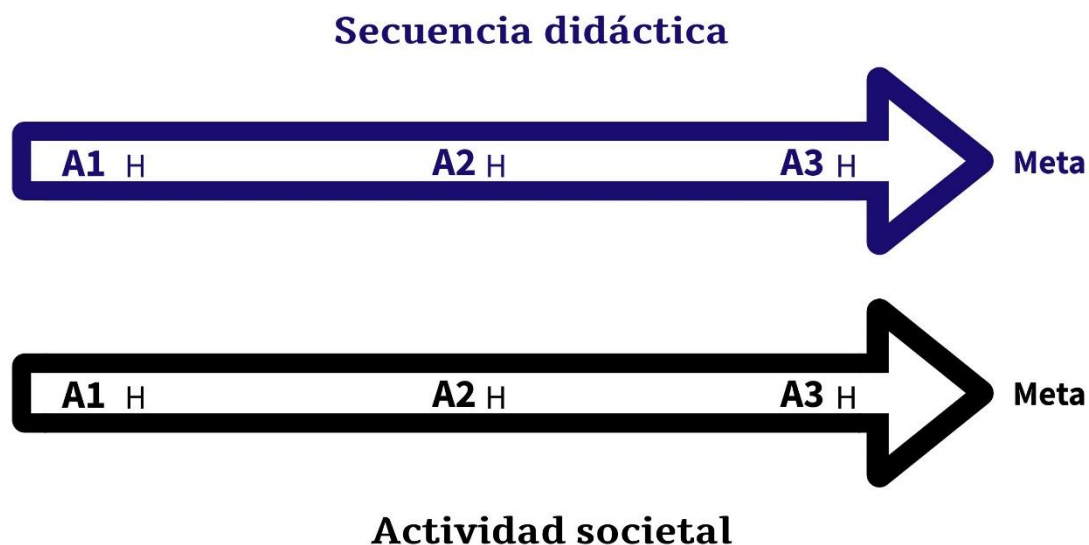 Secuencia didáctica
A1 H A2 H A3 H Meta
A1 H A2 H A3 H Meta
Actividad societal